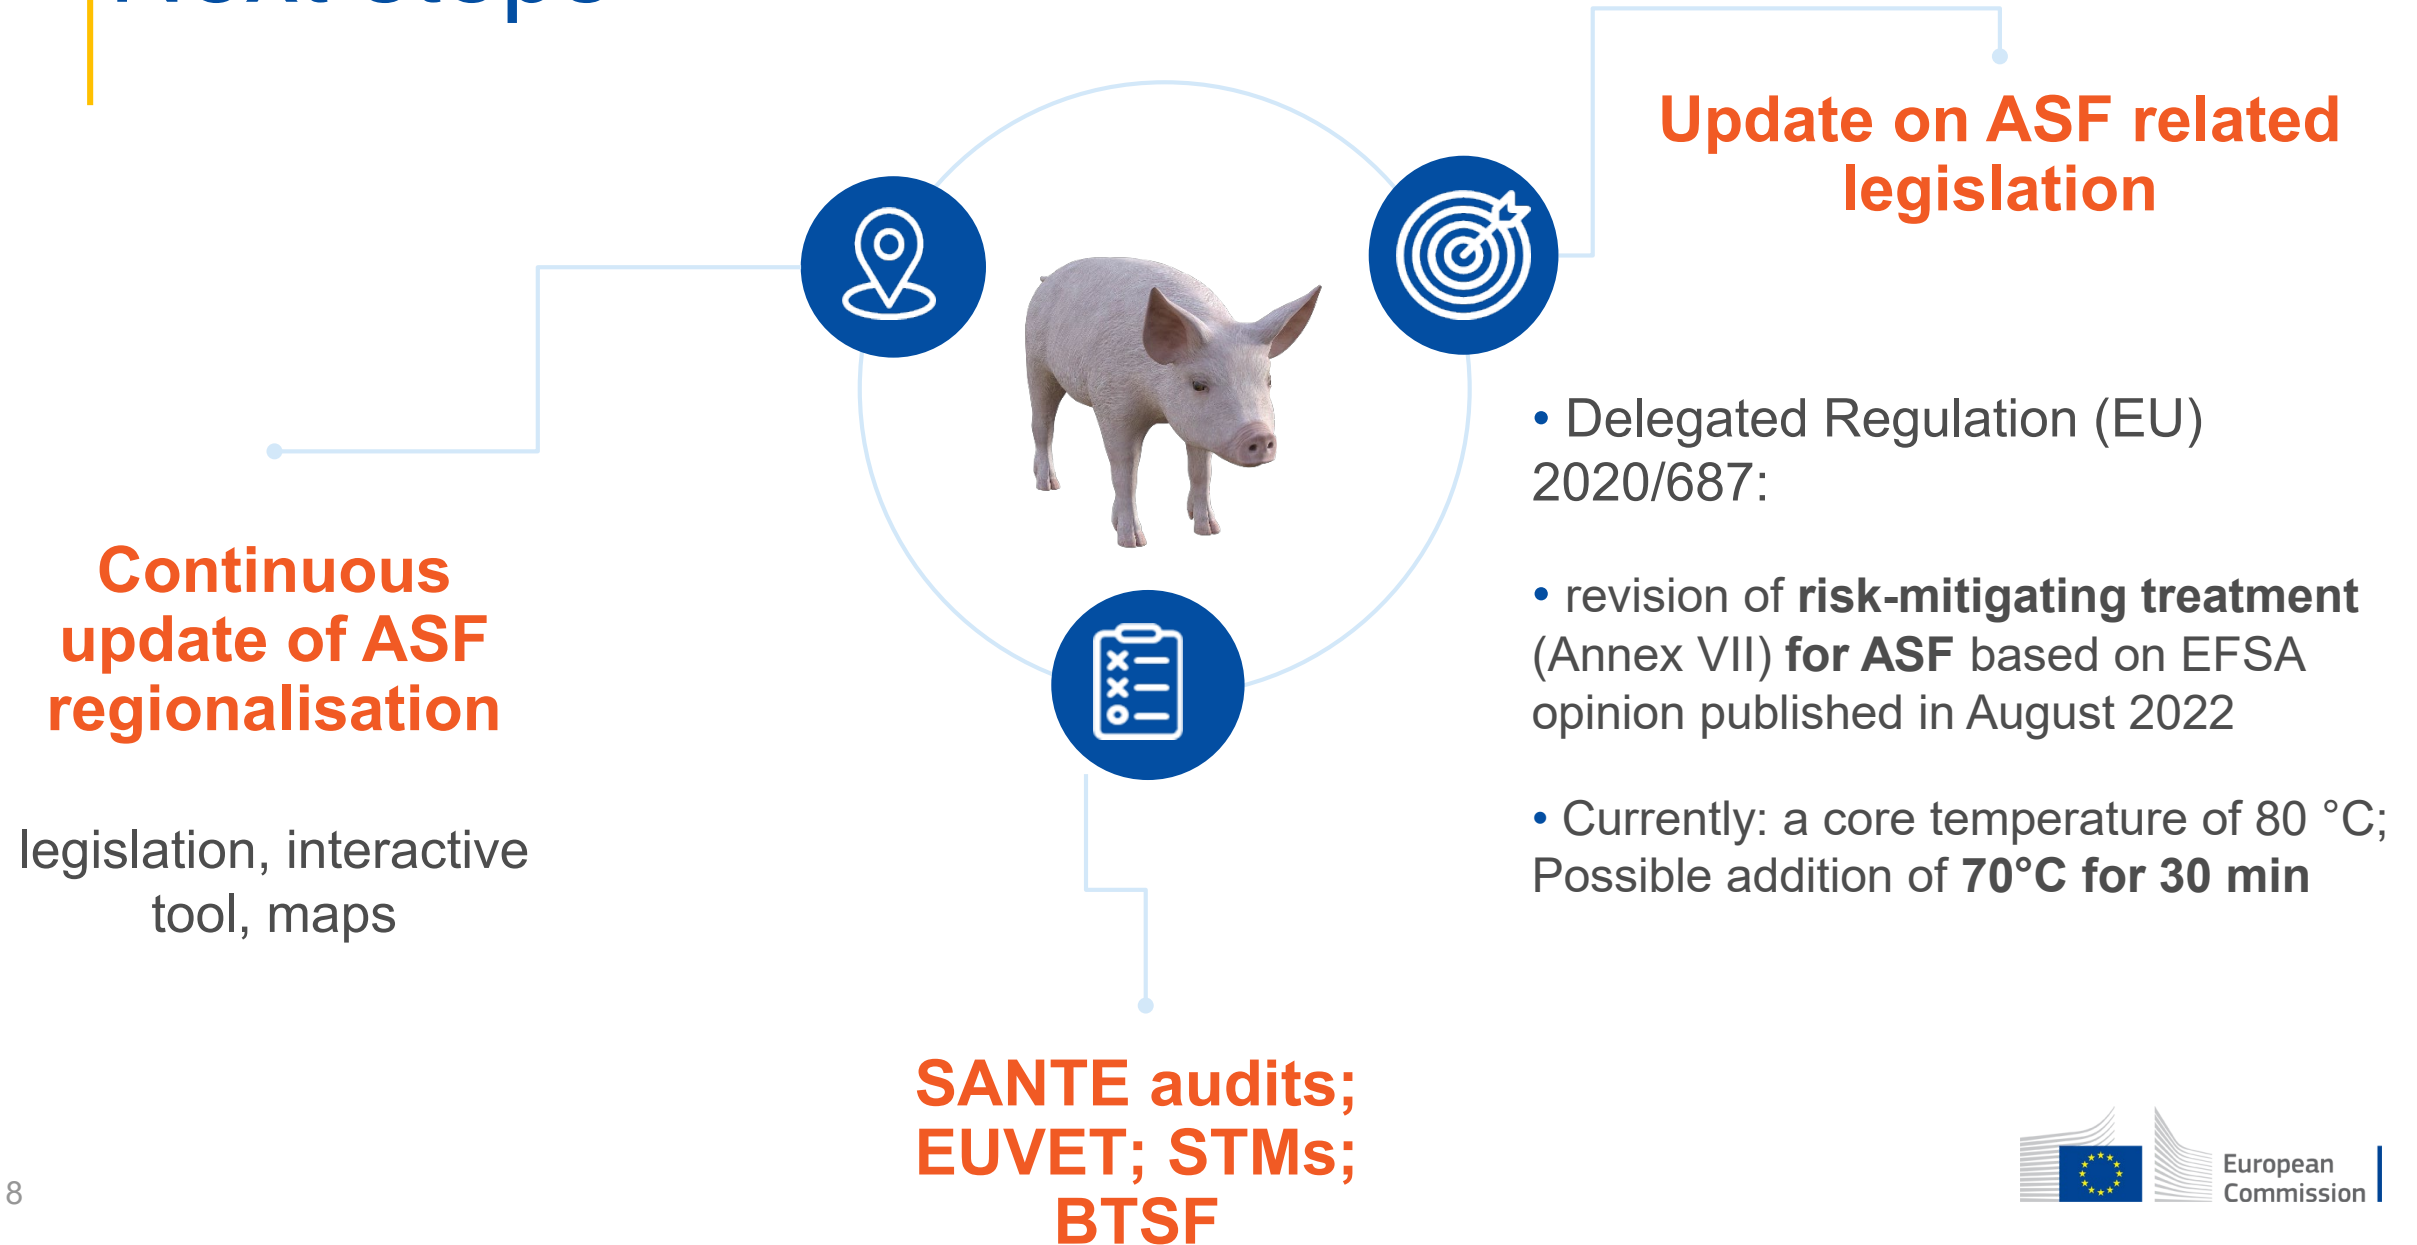 Next steps
Update on ASF related
legislation
• Delegated Regulation (EU)
2020/687:
• revision of risk-mitigating treatment
(Annex VII) for ASF based on EFSA
opinion published in August 2022
• Currently: a core temperature of 80 °C;
Possible addition of 70°C for 30 min
Continuous
update of ASF
regionalisation
legislation, interactive
tool, maps
SANTE audits;
EUVET; STMs;
BTSF
European
Commission
8